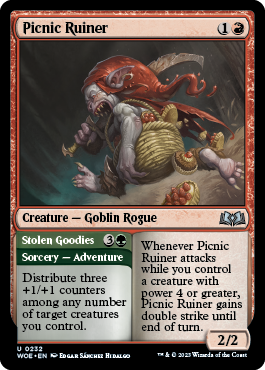 Picnic Ruiner 1
Creature — Goblin Rogue
Stolen Goodies 3
Sorcery — Adventure
Distribute three
+1/+1 counters
among any number
of target creatures
you control.
Whenever Picnic
Ruiner attacks
while you control
a creature with
power 4 or greater,
Picnic Ruiner gains
double strike until
end of turn.
2/2
U 0232
WOE • EN Edgar Sánchez Hidalgo
™ & © 2023 Wizards of the Coast